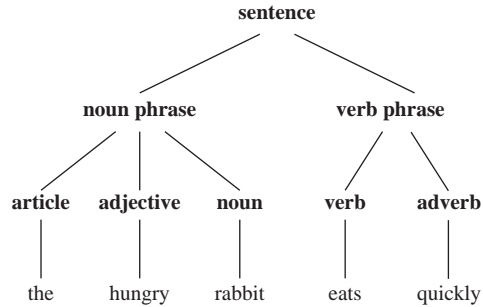 sentence
noun phrase verb phrase
article adjective noun verb adverb
the hungry rabbit eats quickly